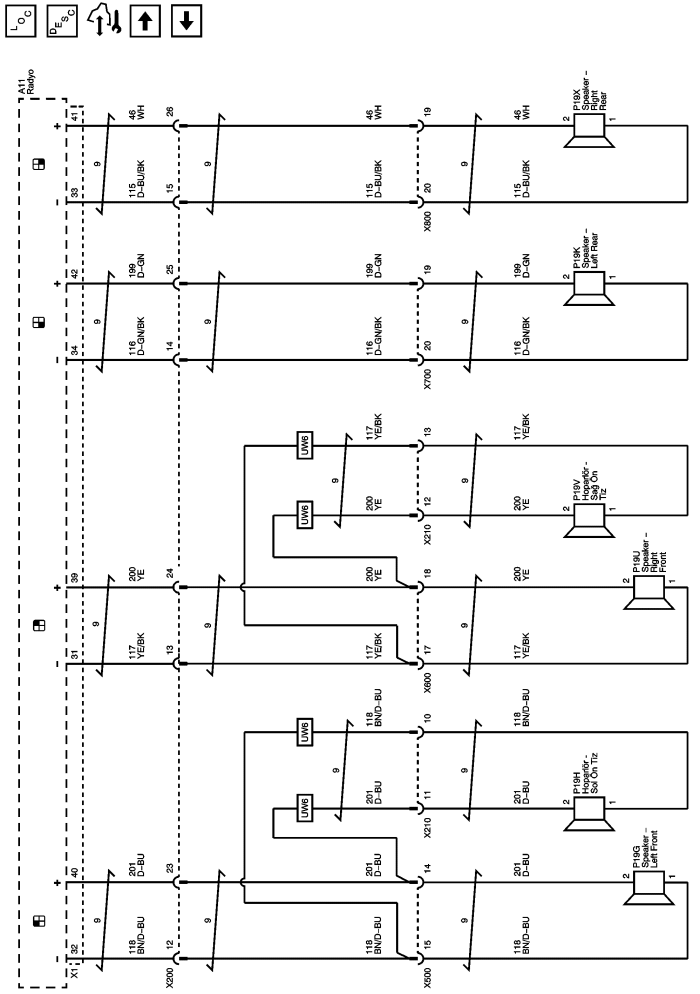 LOC
DESC
A11
Radyo
41
+
33
-
9
46
WH
115
D-BU/BK
26
15
9
46
WH
115
D-BU/BK
19
20
X800
9
46
WH
115
D-BU/BK
P19X
Speaker –
Right
Rear
2
1
42
+
34
-
9
199
D-GN
116
D-GN/BK
25
14
9
199
D-GN
116
D-GN/BK
19
20
X700
9
199
D-GN
116
D-GN/BK
P19K
Speaker –
Left Rear
2
1
UW6
117
YE/BK
13
9
UW6
200
YE
12
X210
117
YE/BK
9
200
YE
P19V
Hoparlör -
Sağ Ön
Tiz
2
1
39
+
31
-
9
200
YE
117
YE/BK
24
13
9
200
YE
117
YE/BK
18
17
X600
9
200
YE
117
YE/BK
P19U
Speaker –
Right
Front
2
1
UW6
118
BN/D-BU
10
9
UW6
201
D-BU
11
X210
118
BN/D-BU
9
201
D-BU
P19H
Hoparlör -
Sol Ön Tiz
2
1
40
+
32
-
X1
9
201
D-BU
118
BN/D-BU
23
12
X200
9
201
D-BU
118
BN/D-BU
14
15
X500
9
201
D-BU
118
BN/D-BU
P19G
Speaker –
Left Front
2
1